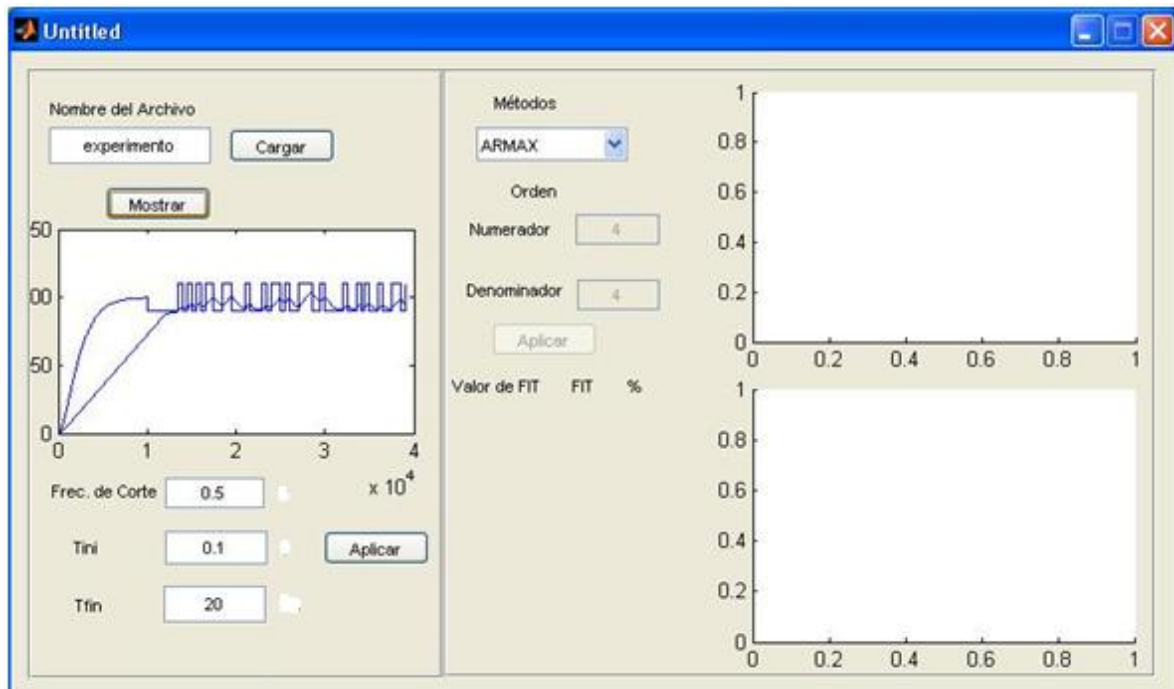 Untitled
Nombre del Archivo
experimento
Cargar
Mostrar
50
00
50
0
0 1 2 3 4
x 10^4
Frec. de Corte 0.5
Tini 0.1 Aplicar
Tfin 20
Métodos
ARMAX
Orden
Numerador 4
Denominador 4
Aplicar
Valor de FIT FIT %
1
0.8
0.6
0.4
0.2
0
0 0.2 0.4 0.6 0.8 1
1
0.8
0.6
0.4
0.2
0
0 0.2 0.4 0.6 0.8 1